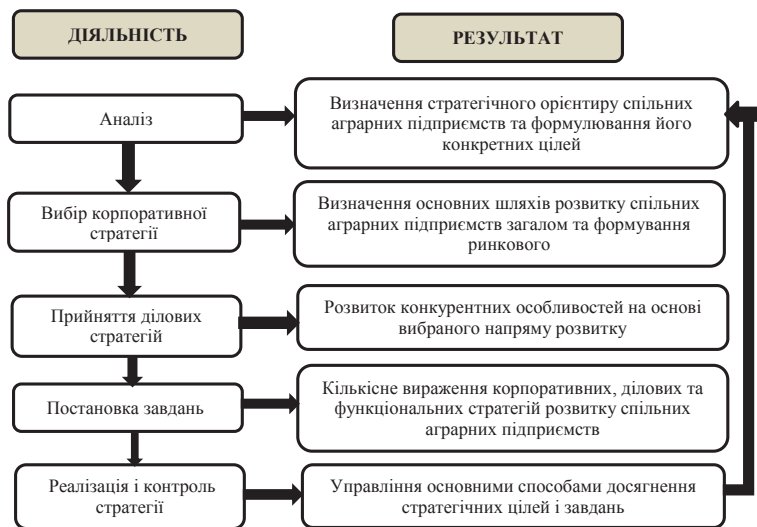 ДІЯЛЬНІСТЬ
РЕЗУЛЬТАТ
Аналіз
Визначення стратегічного орієнтиру спільних
аграрних підприємств та формулювання його
конкретних цілей
Вибір корпоративної
стратегії
Визначення основних шляхів розвитку спільних
аграрних підприємств загалом та формування
ринкового
Прийняття ділових
стратегій
Розвиток конкурентних особливостей на основі
вибраного напряму розвитку
Постановка завдань
Кількісне вираження корпоративних, ділових та
функціональних стратегій розвитку спільних
аграрних підприємств
Реалізація і контроль
стратегії
Управління основними способами досягнення
стратегічних цілей і завдань